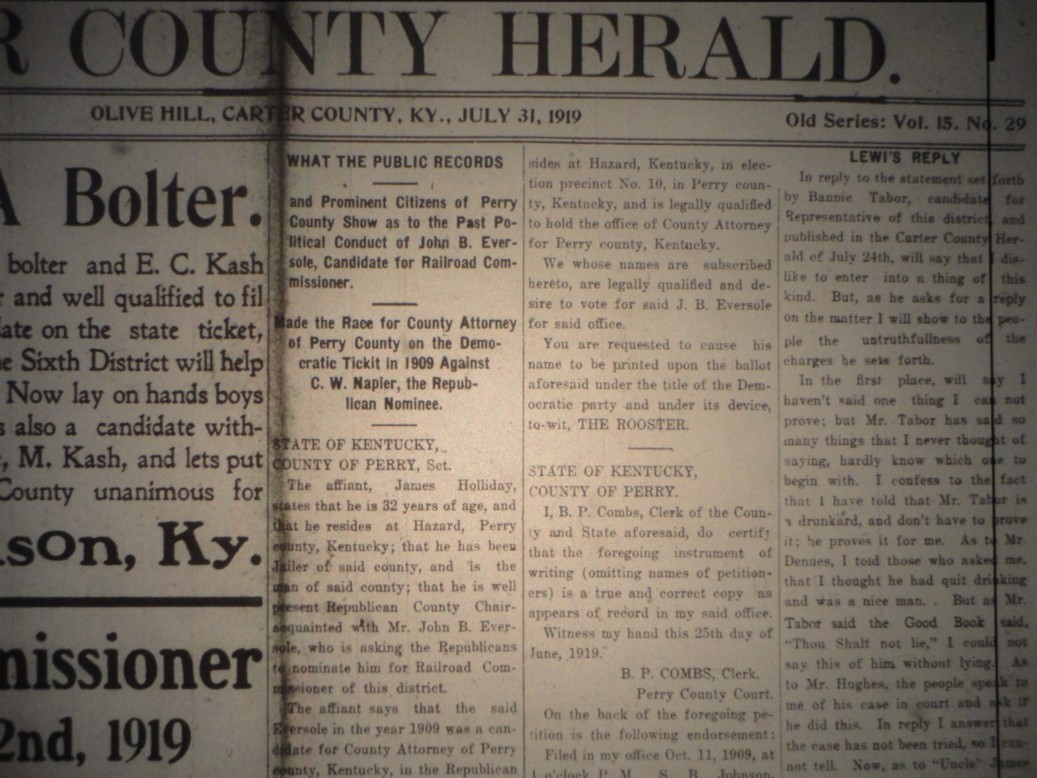 R COUNTY HERALD.
OLIVE HILL, CARTER COUNTY, KY., JULY 31, 1919
Old Series: Vol. 15. No. 29
A Bolter.
bolter and E. C. Kash
r and well qualified to fil
late on the state ticket,
e Sixth District will help
Now lay on hands boys
s also a candidate with-
, M. Kash, and lets put
County unanimous for
son, Ky.
missioner
2nd, 1919
WHAT THE PUBLIC RECORDS
and Prominent Citizens of Perry
County Show as to the Past Po-
litical Conduct of John B. Ever-
sole, Candidate for Railroad Com-
missioner.
Made the Race for County Attorney
of Perry County on the Demo-
cratic Tickit in 1909 Against
C. W. Napier, the Repub-
lican Nominee.
STATE OF KENTUCKY,
COUNTY OF PERRY, Sct.
The affiant, James Holliday,
states that he is 32 years of age, and
that he resides at Hazard, Perry
county, Kentucky; that he has been
Jailer of said county, and is the
man of said county; that he is well
present Republican County Chair-
acquainted with Mr. John B. Ever-
sole, who is asking the Republicans
to nominate him for Railroad Com-
missioner of this district.
The affiant says that the said
Eversole in the year 1909 was a can-
didate for County Attorney of Perry
county, Kentucky, in the Republican
sides at Hazard, Kentucky, in elec-
tion precinct No. 10, in Perry coun-
ty, Kentucky, and is legally qualified
to hold the office of County Attorney
for Perry county, Kentucky.
We whose names are subscribed
hereto, are legally qualified and de-
sire to vote for said J. B. Eversole
for said office.
You are requested to cause his
name to be printed upon the ballot
aforesaid under the title of the Dem-
ocratic party and under its device,
to-wit, THE ROOSTER.
STATE OF KENTUCKY,
COUNTY OF PERRY.
I, B. P. Combs, Clerk of the Coun-
ty and State aforesaid, do certify
that the foregoing instrument of
writing (omitting names of petition-
ers) is a true and correct copy as
appears of record in my said office.
Witness my hand this 25th day of
June, 1919.
B. P. COMBS, Clerk.
Perry County Court.
On the back of the foregoing pe-
tition is the following endorsement:
Filed in my office Oct. 11, 1909, at
1 o'clock P. M. S. B. Johnson,
LEWI'S REPLY
In reply to the statement set forth
by Bannie Tabor, candidate for
Representative of this district, and
published in the Carter County Her-
ald of July 24th, will say that I dis-
like to enter into a thing of this
kind. But, as he asks for a reply
on the matter I will show to the peo-
ple the untruthfullness of the
charges he sets forth.
In the first place, will say I
haven't said one thing I can not
prove; but Mr. Tabor has said so
many things that I never thought of
saying, hardly know which one to
begin with. I confess to the fact
that I have told that Mr. Tabor is
a drunkard, and don't have to prove
it; he proves it for me. As to Mr.
Denues, I told those who asked me,
that I thought he had quit drinking
and was a nice man. . But as Mr.
Tabor said the Good Book said,
"Thou Shalt not lie," I could not
say this of him without lying. As
to Mr. Hughes, the people speak to
me of his case in court and ask if
he did this. In reply I answer that
the case has not been tried, so I can-
not tell. Now, as to "Uncle" James